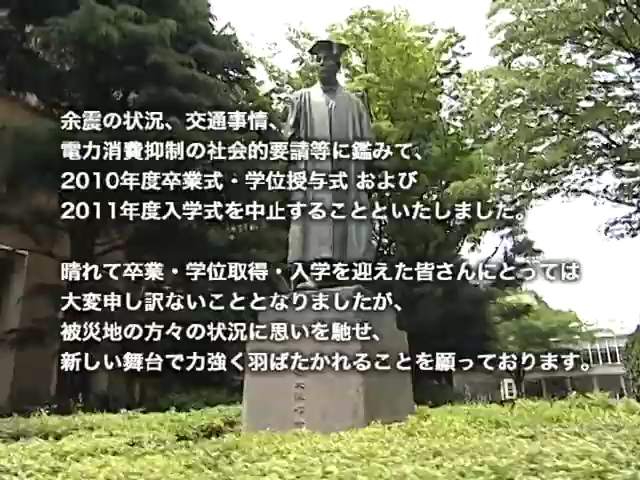 余震の状況、交通事情、
電力消費抑制の社会的要請等に鑑みて、
2010年度卒業式・学位授与式 および
2011年度入学式を中止することといたしました。
晴れて卒業・学位取得・入学を迎えた皆さんにとっては
大変申し訳ないこととなりましたが、
被災地の方々の状況に思いを馳せ、
新しい舞台で力強く羽ばたかれることを願っております。